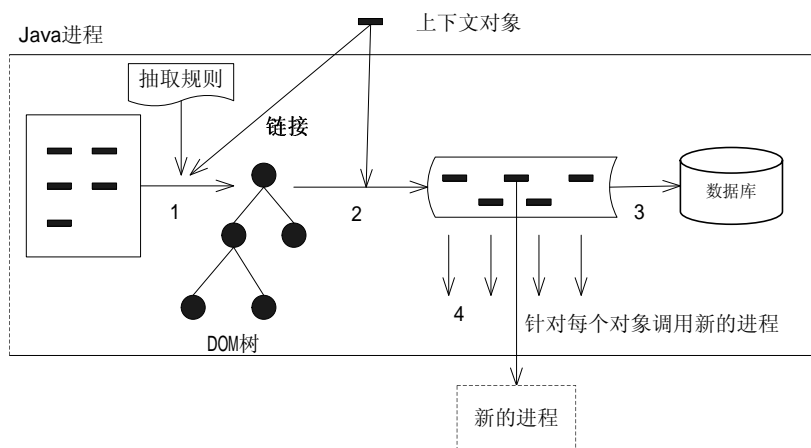 上下文对象
Java进程
抽取规则
链接
1
2
3
数据库
4
针对每个对象调用新的进程
DOM树
新的进程